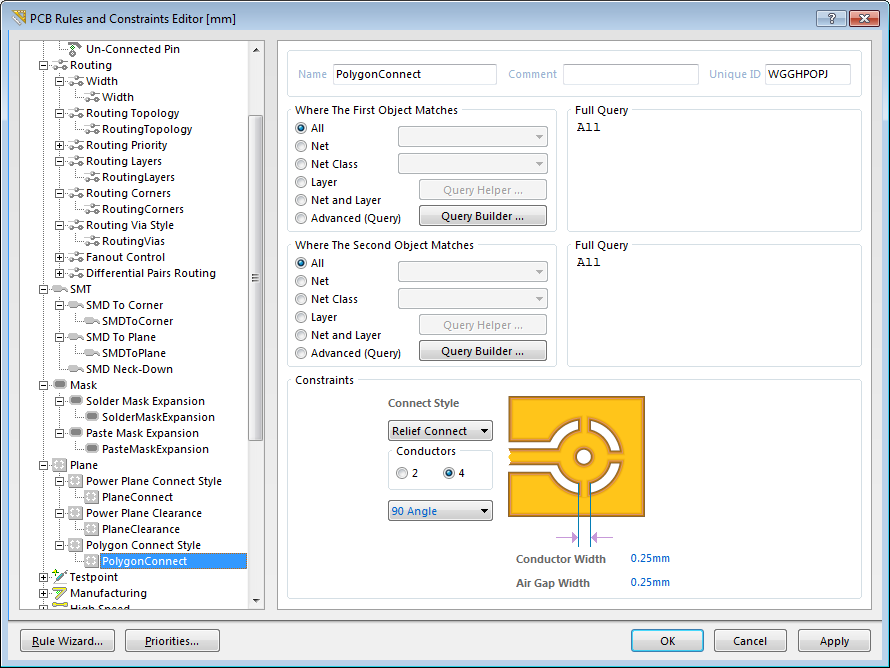 PCB Rules and Constraints Editor [mm]
Un-Connected Pin
Routing
Width
Width
Routing Topology
RoutingTopology
Routing Priority
Routing Layers
RoutingLayers
Routing Corners
RoutingCorners
Routing Via Style
RoutingVias
Fanout Control
Differential Pairs Routing
SMT
SMD To Corner
SMDToCorner
SMD To Plane
SMDToPlane
SMD Neck-Down
Mask
Solder Mask Expansion
SolderMaskExpansion
Paste Mask Expansion
PasteMaskExpansion
Plane
Power Plane Connect Style
PlaneConnect
Power Plane Clearance
PlaneClearance
Polygon Connect Style
PolygonConnect
Testpoint
Manufacturing
High Speed
Name PolygonConnect Comment Unique ID WGGHPOPJ
Where The First Object Matches
All
Net
Net Class
Layer
Net and Layer
Advanced (Query)
Query Helper ...
Query Builder ...
Full Query
All
Where The Second Object Matches
All
Net
Net Class
Layer
Net and Layer
Advanced (Query)
Query Helper ...
Query Builder ...
Full Query
All
Constraints
Connect Style
Relief Connect
Conductors
2 4
90 Angle
Conductor Width 0.25mm
Air Gap Width 0.25mm
Rule Wizard... Priorities... OK Cancel Apply